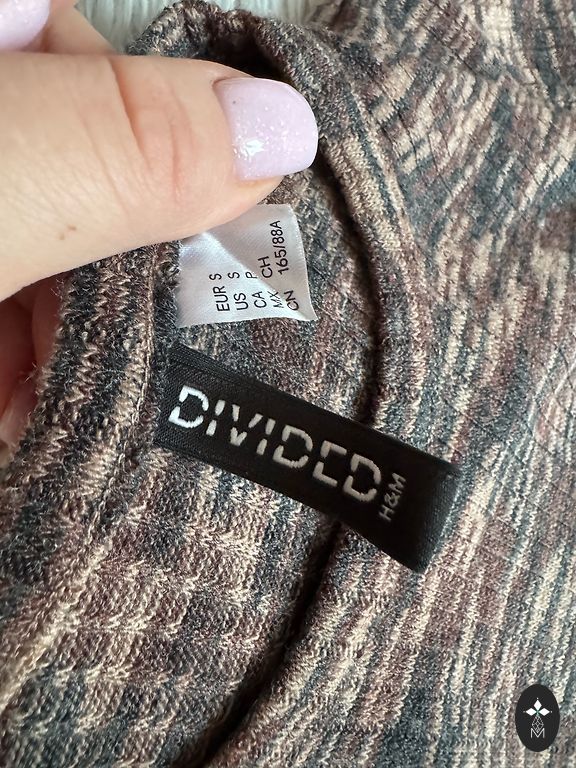 EUR S
US S
CA P
MX CH
CN 165/88A
DIVIDED
H&M
M